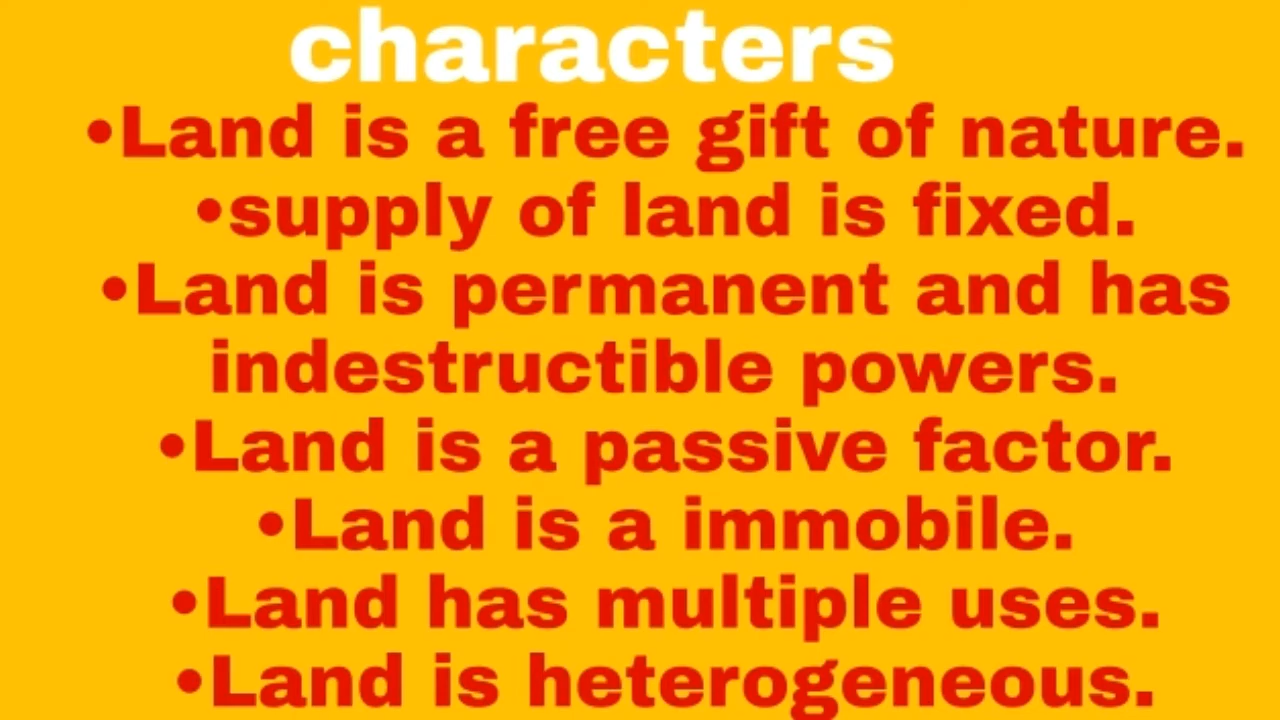 characters
•Land is a free gift of nature.
•supply of land is fixed.
•Land is permanent and has
indestructible powers.
•Land is a passive factor.
•Land is a immobile.
•Land has multiple uses.
•Land is heterogeneous.